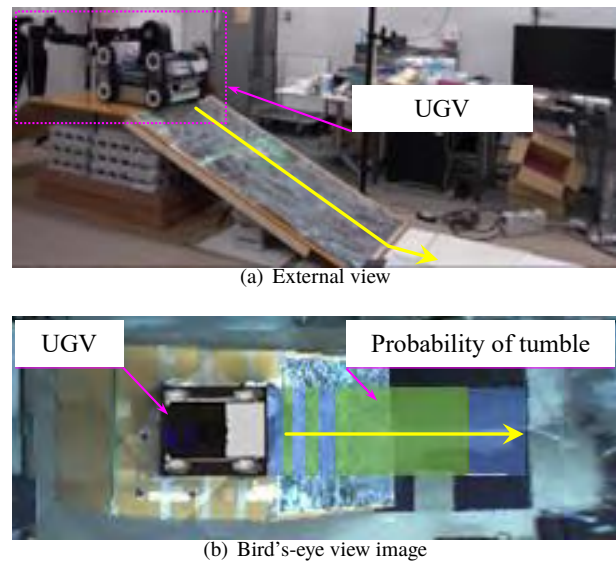 UGV
(a) External view
UGV
Probability of tumble
(b) Bird's-eye view image